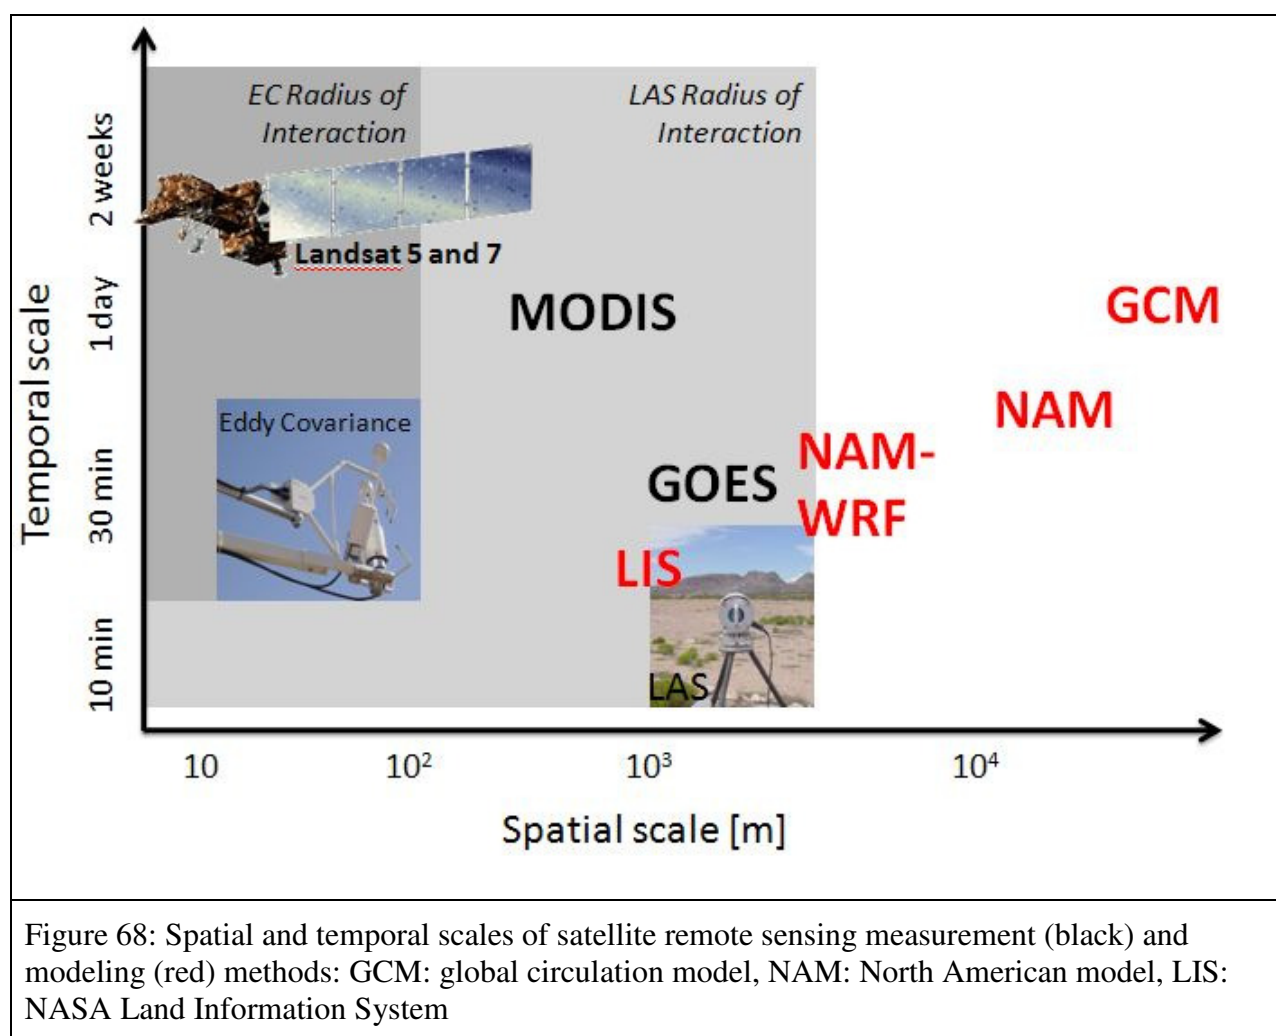 EC Radius of
Interaction
LAS Radius of
Interaction
2 weeks
Landsat 5 and 7
1 day
MODIS
GCM
Temporal scale
NAM
Eddy Covariance
NAM-
WRF
30 min
GOES
LIS
10 min
LAS
10
10²
10³
10⁴
Spatial scale [m]
Figure 68: Spatial and temporal scales of satellite remote sensing measurement (black) and
modeling (red) methods: GCM: global circulation model, NAM: North American model, LIS:
NASA Land Information System